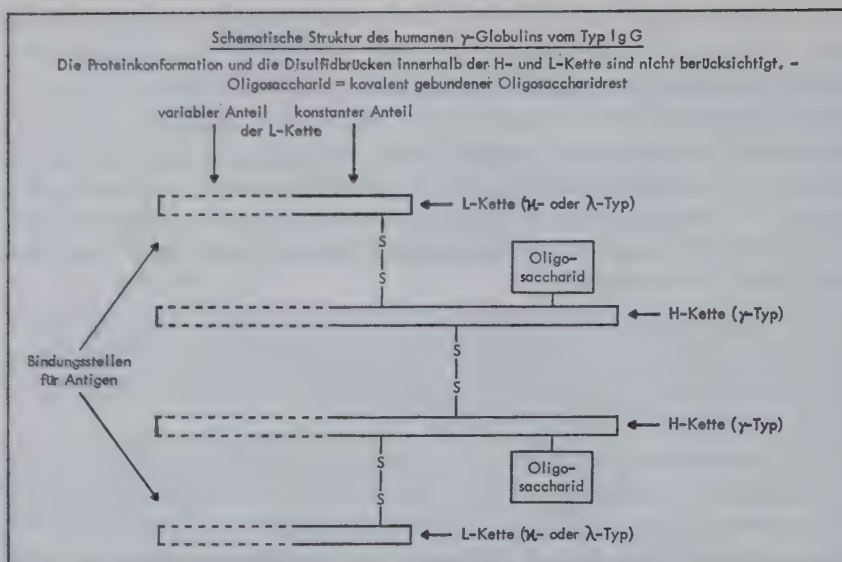 Schematische Struktur des humanen γ-Globulins vom Typ IgG
Die Proteinkonformation und die Disulfidbrücken innerhalb der H- und L-Kette sind nicht berücksichtigt. –
Oligosaccharid = kovalent gebundener Oligosaccharidrest
variabler Anteil konstanter Anteil
der L-Kette
L-Kette (ϰ- oder λ-Typ)
S
S
Oligo-
saccharid
H-Kette (γ-Typ)
S
S
Bindungsstellen
für Antigen
H-Kette (γ-Typ)
S
S
Oligo-
saccharid
L-Kette (ϰ- oder λ-Typ)